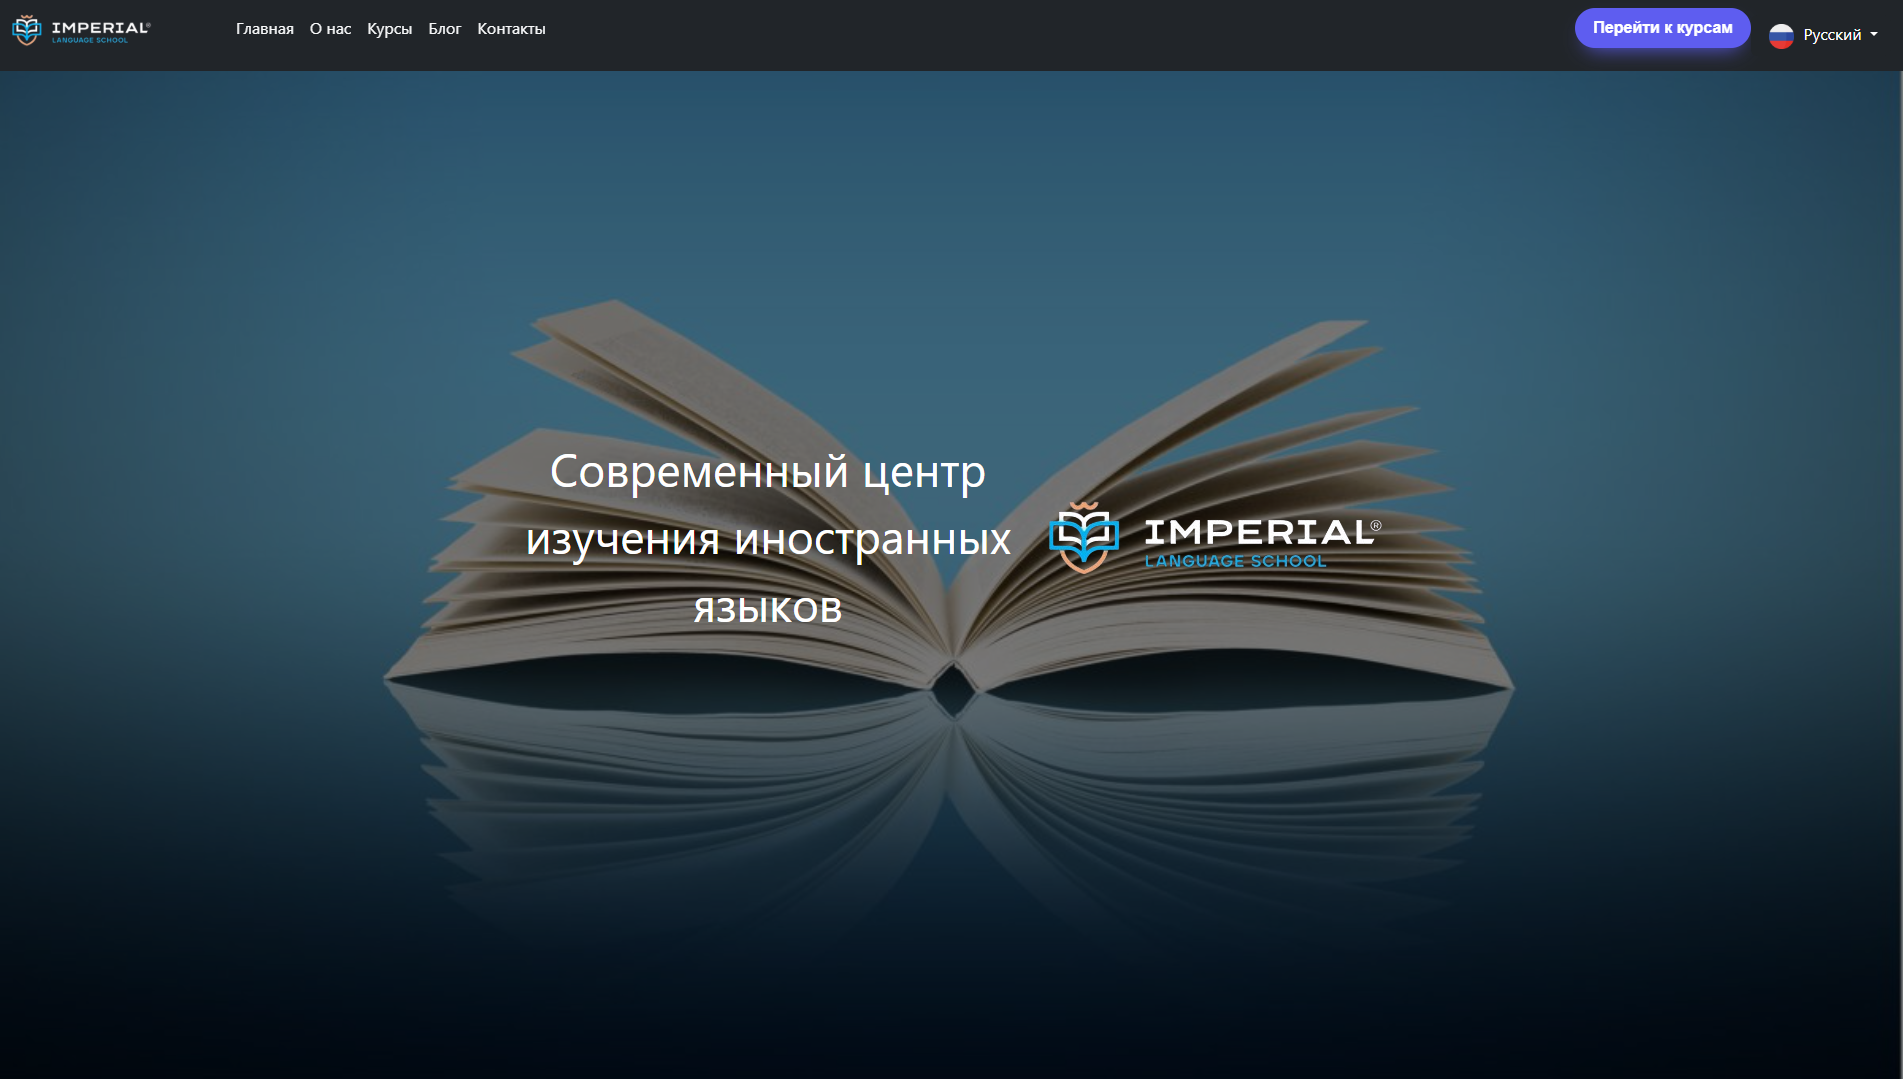 IMPERIAL®
LANGUAGE SCHOOL
Главная О нас Курсы Блог Контакты
Перейти к курсам
Русский
Современный центр
изучения иностранных
языков
IMPERIAL®
LANGUAGE SCHOOL